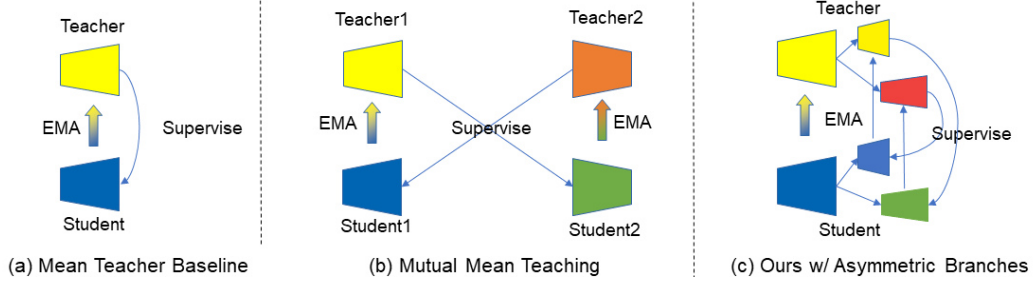 Teacher
EMA
Supervise
Student
(a) Mean Teacher Baseline
Teacher1
Teacher2
EMA
Supervise
EMA
Student1
Student2
(b) Mutual Mean Teaching
Teacher
EMA
Supervise
Student
(c) Ours w/ Asymmetric Branches